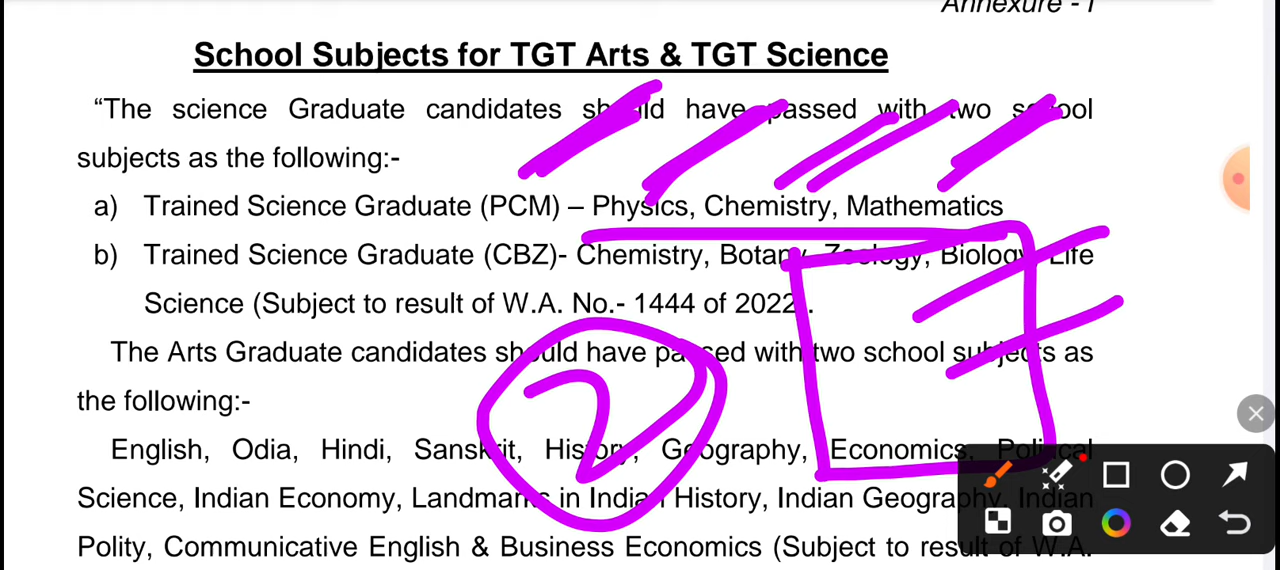 Annexure - I
School Subjects for TGT Arts & TGT Science
“The science Graduate candidates should have passed with two school
subjects as the following:-
a) Trained Science Graduate (PCM) – Physics, Chemistry, Mathematics
b) Trained Science Graduate (CBZ)- Chemistry, Botany, Zoology, Biology, Life
Science (Subject to result of W.A. No.- 1444 of 2022).
The Arts Graduate candidates should have passed with two school subjects as
the following:-
2
English, Odia, Hindi, Sanskrit, History, Geography, Economics, Political
Science, Indian Economy, Landmarks in Indian History, Indian Geography, Indian
Polity, Communicative English & Business Economics (Subject to result of W.A.